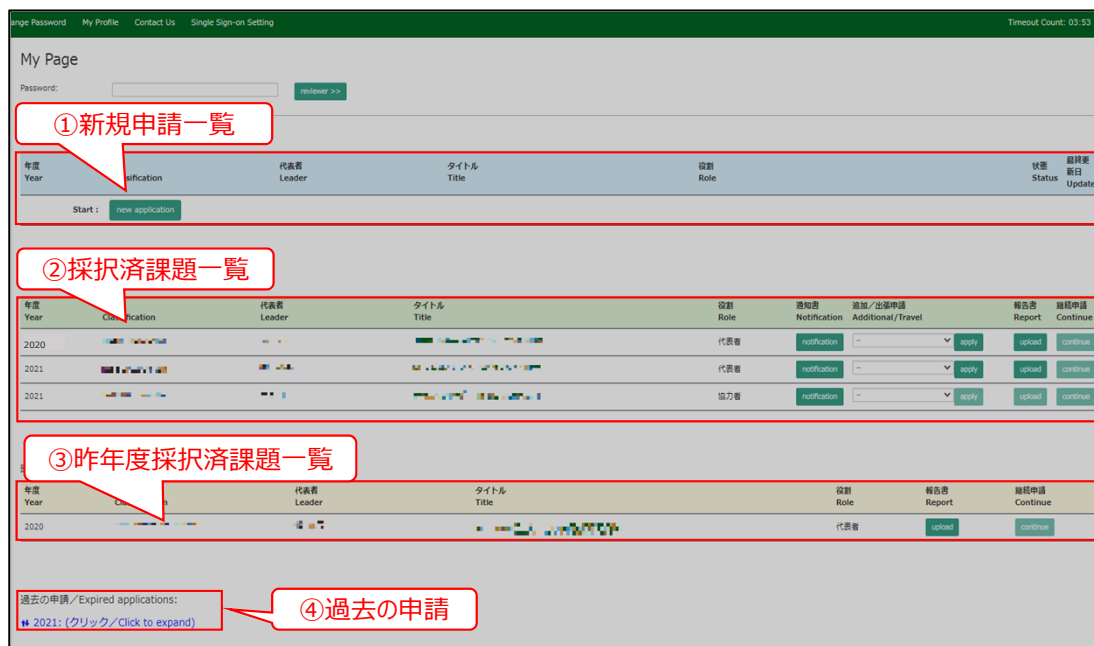 ange Password My Profile Contact Us Single Sign-on Setting Timeout Count: 03:53
My Page
Password: reviewer >>
①新規申請一覧
年度 代表者 タイトル 役割 状態 最終更新日
Year sification Leader Title Role Status Update
Start : new application
②採択済課題一覧
年度 代表者 タイトル 役割 通知書 追加/出張申請 報告書 継続申請
Year Classification Leader Title Role Notification Additional/Travel Report Continue
2020 代表者 notification - apply upload continue
2021 代表者 notification - apply upload continue
2021 協力者 notification - apply upload continue
③昨年度採択済課題一覧
年度 代表者 タイトル 役割 報告書 継続申請
Year Leader Title Role Report Continue
2020 代表者 upload continue
過去の申請/Expired applications:
④過去の申請
2021: (クリック/Click to expand)